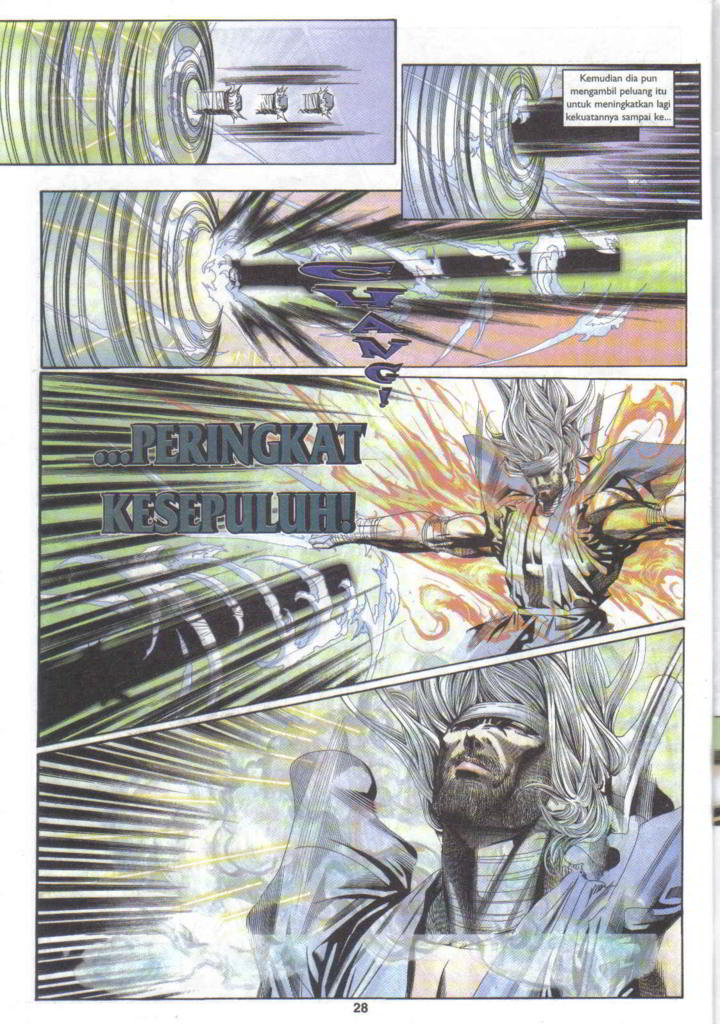 Kemudian dia pun
mengambil peluang itu
untuk meningkatkan lagi
kekuatannya sampai ke...
CHANG!
...PERINGKAT
KESEPULUH!
28